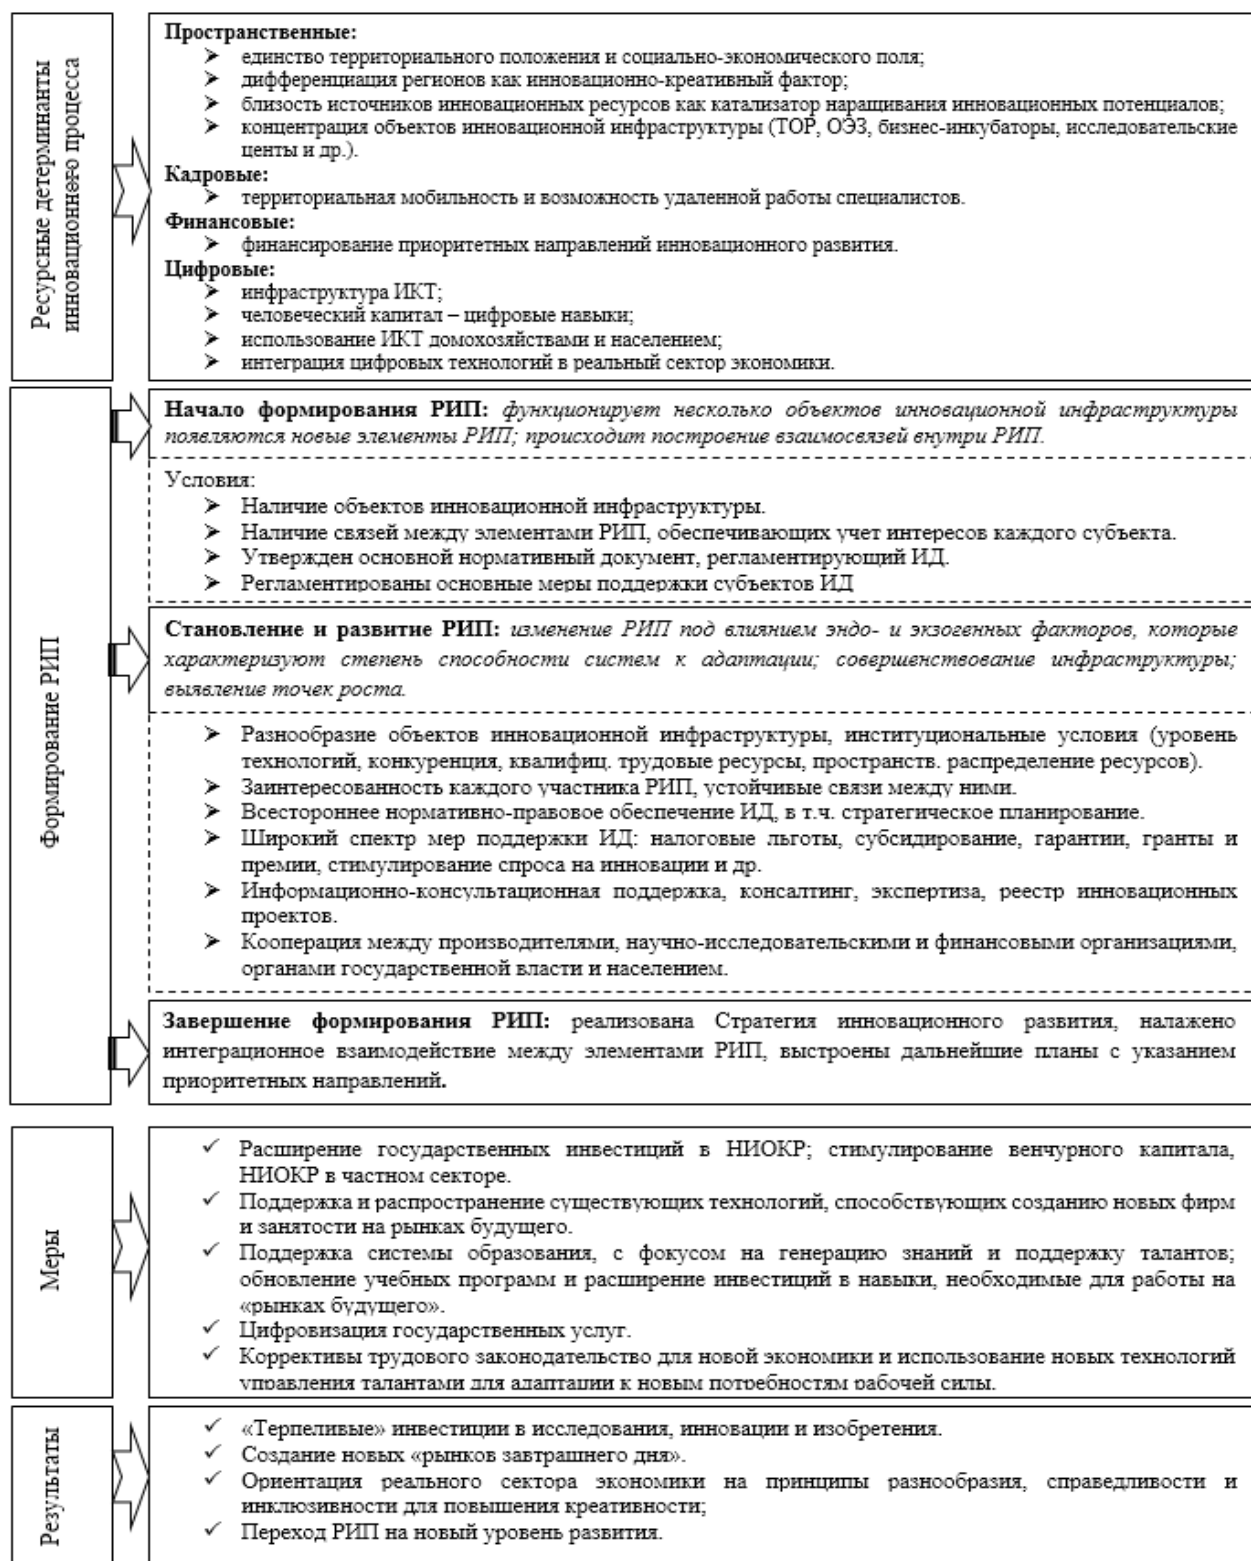 Ресурсные детерминанты
инновационного процесса
Пространственные:
➢ единство территориального положения и социально-экономического поля;
➢ дифференциация регионов как инновационно-креативный фактор;
➢ близость источников инновационных ресурсов как катализатор наращивания инновационных потенциалов;
➢ концентрация объектов инновационной инфраструктуры (ТОР, ОЭЗ, бизнес-инкубаторы, исследовательские
центы и др.).
Кадровые:
➢ территориальная мобильность и возможность удаленной работы специалистов.
Финансовые:
➢ финансирование приоритетных направлений инновационного развития.
Цифровые:
➢ инфраструктура ИКТ;
➢ человеческий капитал – цифровые навыки;
➢ использование ИКТ домохозяйствами и населением;
➢ интеграция цифровых технологий в реальный сектор экономики.
Формирование РИП
Начало формирования РИП: функционирует несколько объектов инновационной инфраструктуры
появляются новые элементы РИП; происходит построение взаимосвязей внутри РИП.
Условия:
➢ Наличие объектов инновационной инфраструктуры.
➢ Наличие связей между элементами РИП, обеспечивающих учет интересов каждого субъекта.
➢ Утвержден основной нормативный документ, регламентирующий ИД.
➢ Регламентированы основные меры поддержки субъектов ИД
Становление и развитие РИП: изменение РИП под влиянием эндо- и экзогенных факторов, которые
характеризуют степень способности систем к адаптации; совершенствование инфраструктуры;
выявление точек роста.
➢ Разнообразие объектов инновационной инфраструктуры, институциональные условия (уровень
технологий, конкуренция, квалифиц. трудовые ресурсы, пространств. распределение ресурсов).
➢ Заинтересованность каждого участника РИП, устойчивые связи между ними.
➢ Всестороннее нормативно-правовое обеспечение ИД, в т.ч. стратегическое планирование.
➢ Широкий спектр мер поддержки ИД: налоговые льготы, субсидирование, гарантии, гранты и
премии, стимулирование спроса на инновации и др.
➢ Информационно-консультационная поддержка, консалтинг, экспертиза, реестр инновационных
проектов.
➢ Кооперация между производителями, научно-исследовательскими и финансовыми организациями,
органами государственной власти и населением.
Завершение формирования РИП: реализована Стратегия инновационного развития, налажено
интеграционное взаимодействие между элементами РИП, выстроены дальнейшие планы с указанием
приоритетных направлений.
Меры
✓ Расширение государственных инвестиций в НИОКР; стимулирование венчурного капитала,
НИОКР в частном секторе.
✓ Поддержка и распространение существующих технологий, способствующих созданию новых фирм
и занятости на рынках будущего.
✓ Поддержка системы образования, с фокусом на генерацию знаний и поддержку талантов;
обновление учебных программ и расширение инвестиций в навыки, необходимые для работы на
«рынках будущего».
✓ Цифровизация государственных услуг.
✓ Коррективы трудового законодательство для новой экономики и использование новых технологий
управления талантами для адаптации к новым потребностям рабочей силы.
Результаты
✓ «Терпеливые» инвестиции в исследования, инновации и изобретения.
✓ Создание новых «рынков завтрашнего дня».
✓ Ориентация реального сектора экономики на принципы разнообразия, справедливости и
инклюзивности для повышения креативности;
✓ Переход РИП на новый уровень развития.